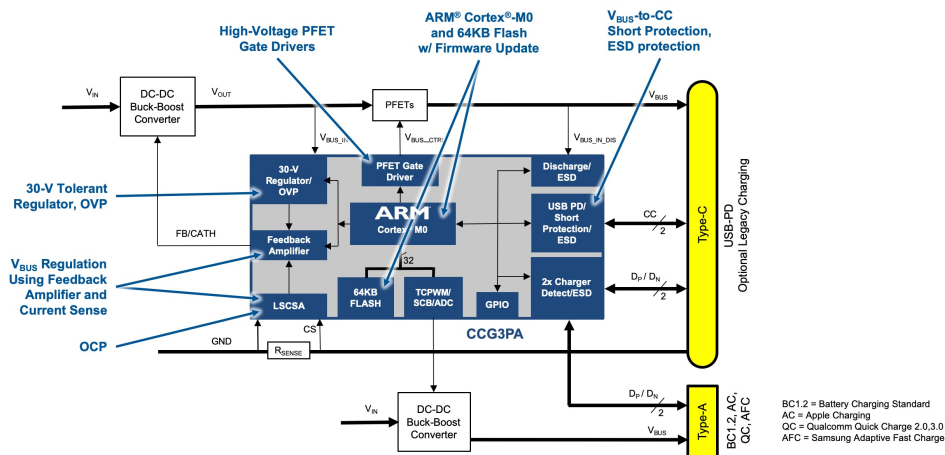 ARM® Cortex®-M0
and 64KB Flash
w/ Firmware Update
High-Voltage PFET
Gate Drivers
VBUS-to-CC
Short Protection,
ESD protection
VIN
DC-DC
Buck-Boost
Converter
VOUT
PFETs
VBUS
VBUS_IN
VBUS_CTRL
VBUS_IN_DIS
30-V
Regulator/
OVP
PFET Gate
Driver
Discharge/
ESD
30-V Tolerant
Regulator, OVP
ARM
Cortex®-M0
USB PD/
Short
Protection/
ESD
CC
2
FB/CATH
Feedback
Amplifier
VBUS Regulation
Using Feedback
Amplifier and
Current Sense
32
LSCSA
64KB
FLASH
TCPWM/
SCB/ADC
GPIO
2x Charger
Detect/ESD
DP/ DN
2
Type-C
USB-PD
Optional Legacy Charging
CCG3PA
OCP
GND
RSENSE
CS
VIN
DC-DC
Buck-Boost
Converter
DP/ DN
2
VBUS
Type-A
BC1.2, AC,
QC, AFC
BC1.2 = Battery Charging Standard
AC = Apple Charging
QC = Qualcomm Quick Charge 2.0,3.0
AFC = Samsung Adaptive Fast Charge